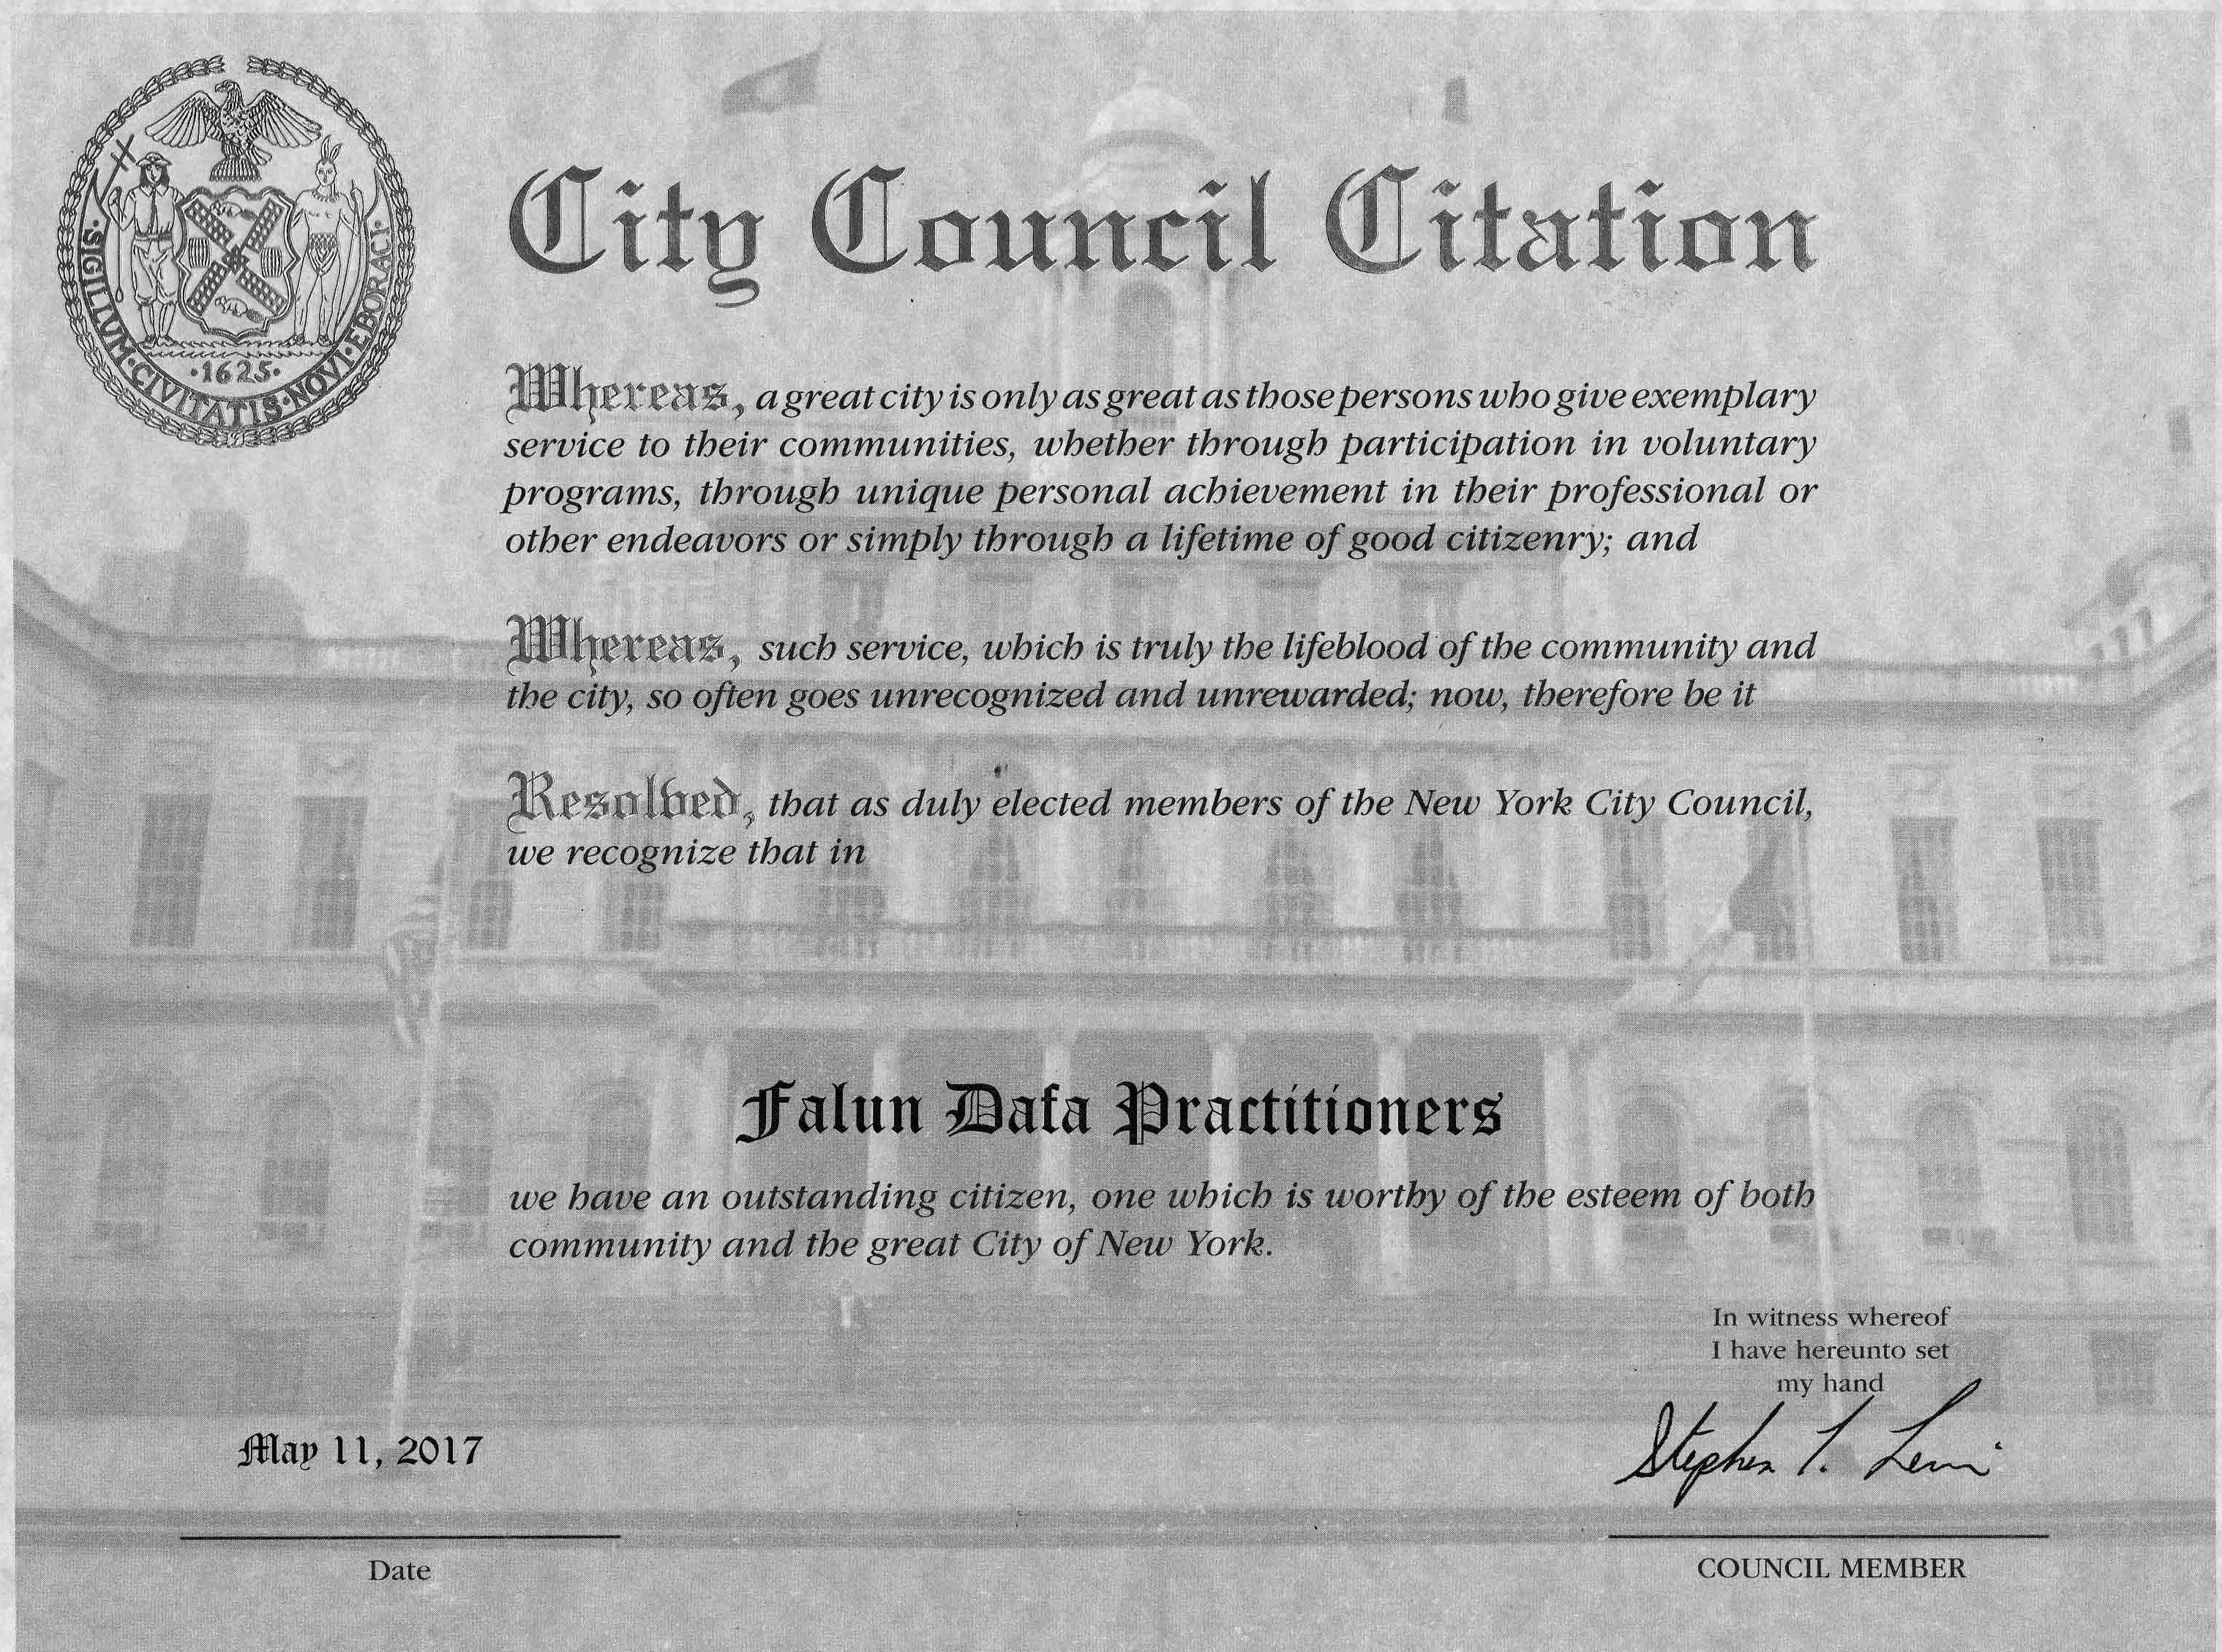 ·SIGILLVM·CIVITATIS·NOVI·EBORACI·
·1625·
City Council Citation
Whereas, a great city is only as great as those persons who give exemplary
service to their communities, whether through participation in voluntary
programs, through unique personal achievement in their professional or
other endeavors or simply through a lifetime of good citizenry; and
Whereas, such service, which is truly the lifeblood of the community and
the city, so often goes unrecognized and unrewarded; now, therefore be it
Resolved, that as duly elected members of the New York City Council,
we recognize that in
Falun Dafa Practitioners
we have an outstanding citizen, one which is worthy of the esteem of both
community and the great City of New York.
In witness whereof
I have hereunto set
my hand
Stephen T. Levin
May 11, 2017
Date
COUNCIL MEMBER